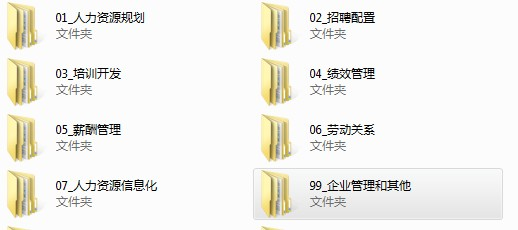 01_人力资源规划
文件夹
02_招聘配置
文件夹
03_培训开发
文件夹
04_绩效管理
文件夹
05_薪酬管理
文件夹
06_劳动关系
文件夹
07_人力资源信息化
文件夹
99_企业管理和其他
文件夹